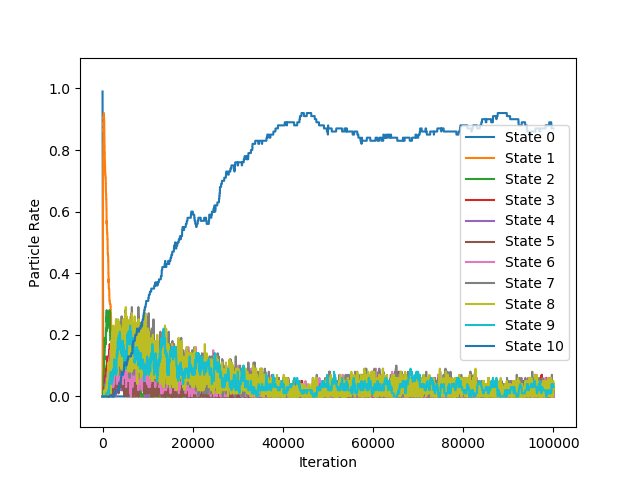 1.0
0.8
0.6
0.4
0.2
0.0
Particle Rate
0 20000 40000 60000 80000 100000
Iteration
State 0
State 1
State 2
State 3
State 4
State 5
State 6
State 7
State 8
State 9
State 10